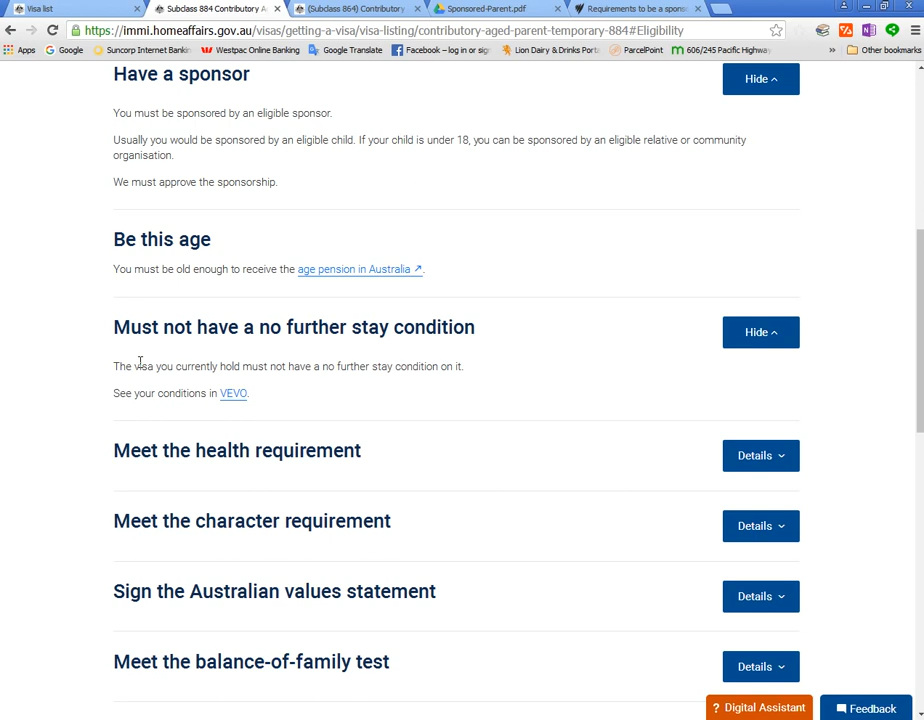 Visa list
Subclass 884 Contributory A
(Subclass 864) Contributory
Sponsored-Parent.pdf
Requirements to be a sponso
https://immi.homeaffairs.gov.au/visas/getting-a-visa/visa-listing/contributory-aged-parent-temporary-884#Eligibility
Apps
Google
Suncorp Internet Bankin
Westpac Online Banking
Google Translate
Facebook – log in or sign
Lion Dairy & Drinks Porta
ParcelPoint
606/245 Pacific Highway
»
Other bookmarks
Have a sponsor
Hide
You must be sponsored by an eligible sponsor.
Usually you would be sponsored by an eligible child. If your child is under 18, you can be sponsored by an eligible relative or community
organisation.
We must approve the sponsorship.
Be this age
You must be old enough to receive the age pension in Australia ↗.
Must not have a no further stay condition
Hide
The visa you currently hold must not have a no further stay condition on it.
See your conditions in VEVO.
Meet the health requirement
Details
Meet the character requirement
Details
Sign the Australian values statement
Details
Meet the balance-of-family test
Details
? Digital Assistant
Feedback